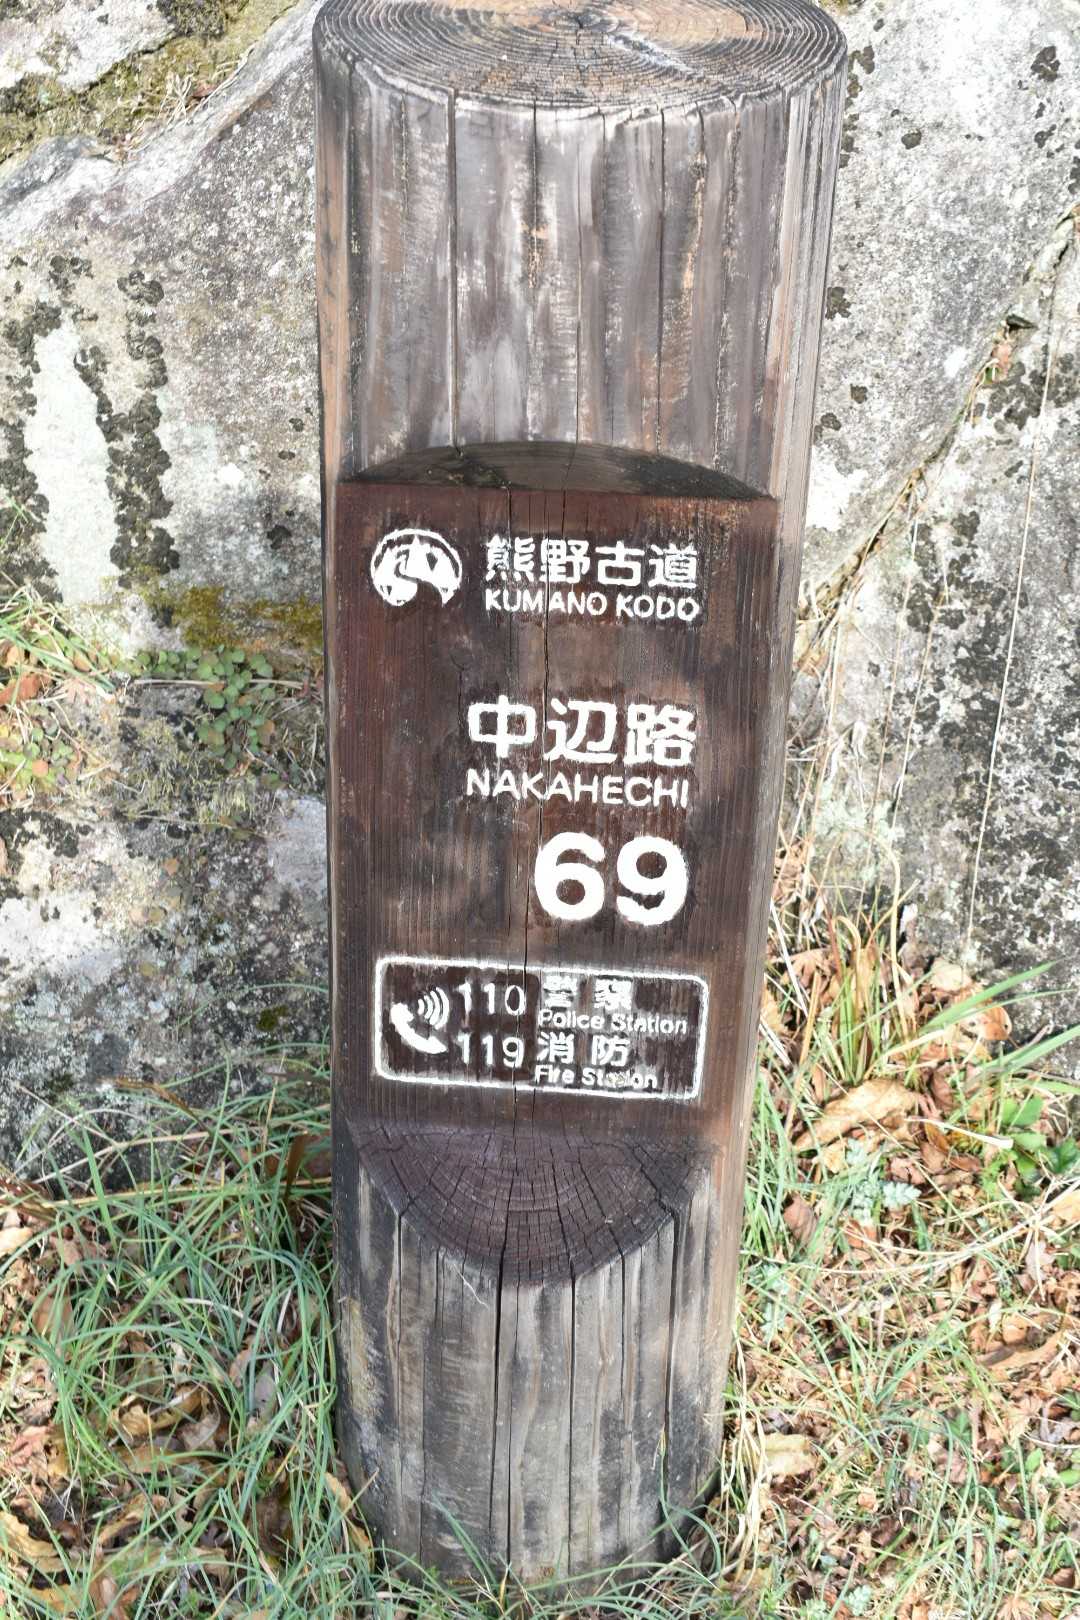 熊野古道
KUMANO KODO
中辺路
NAKAHECHI
69
110 警察
Police Station
119 消防
Fire Station